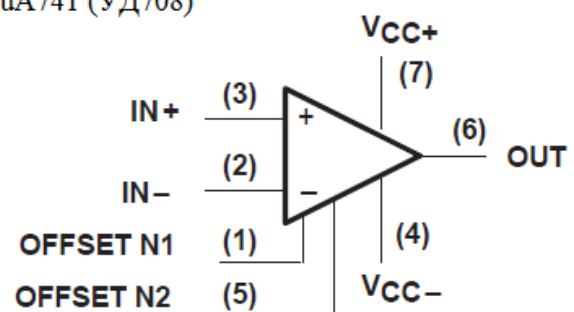 uA741 (УД708)
VCC+
(7)
IN+ (3) +
(6) OUT
IN– (2) –
OFFSET N1 (1)
(4)
VCC–
OFFSET N2 (5)